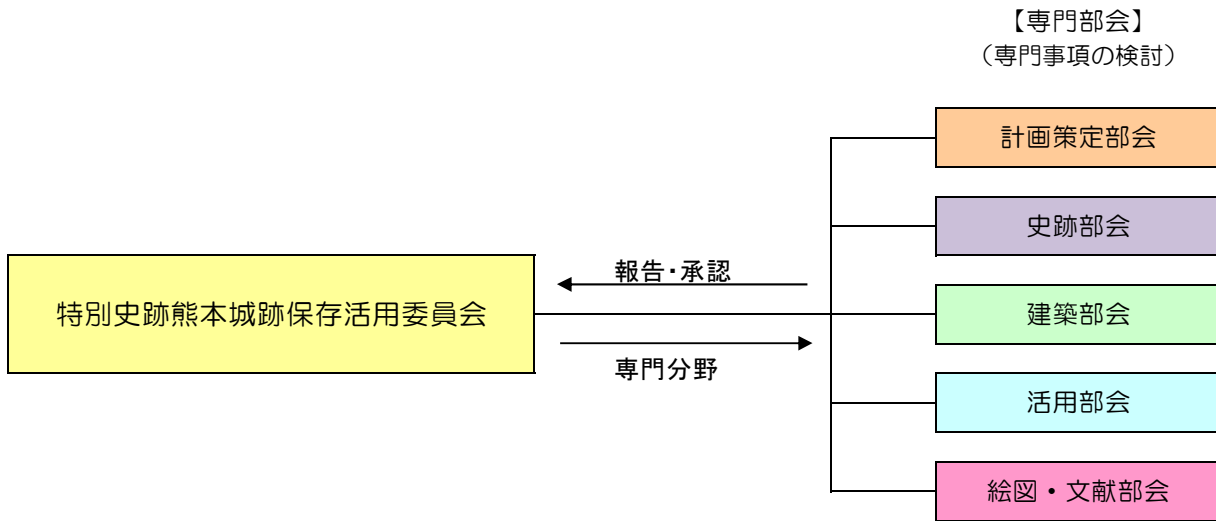 【専門部会】
（専門事項の検討）
計画策定部会
史跡部会
報告・承認
特別史跡熊本城跡保存活用委員会
建築部会
専門分野
活用部会
絵図・文献部会